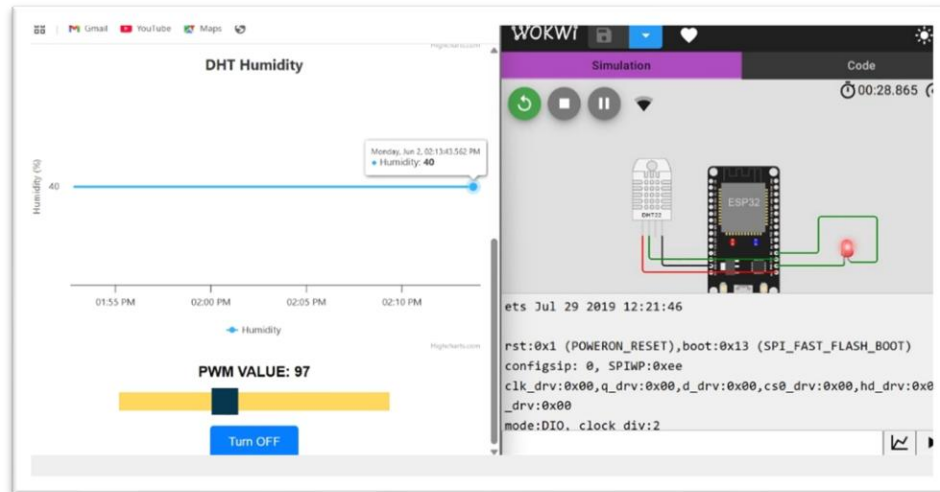 Gmail YouTube Maps
Highcharts.com
DHT Humidity
Monday, Jun 2, 02:13:43.562 PM
Humidity: 40
Humidity (%)
40
01:55 PM 02:00 PM 02:05 PM 02:10 PM
Humidity
Highcharts.com
PWM VALUE: 97
Turn OFF
WOKWI
Simulation Code
00:28.865
DHT22
ESP32
ets Jul 29 2019 12:21:46
rst:0x1 (POWERON_RESET),boot:0x13 (SPI_FAST_FLASH_BOOT)
configsip: 0, SPIWP:0xee
clk_drv:0x00,q_drv:0x00,d_drv:0x00,cs0_drv:0x00,hd_drv:0x0
_drv:0x00
mode:DIO, clock div:2